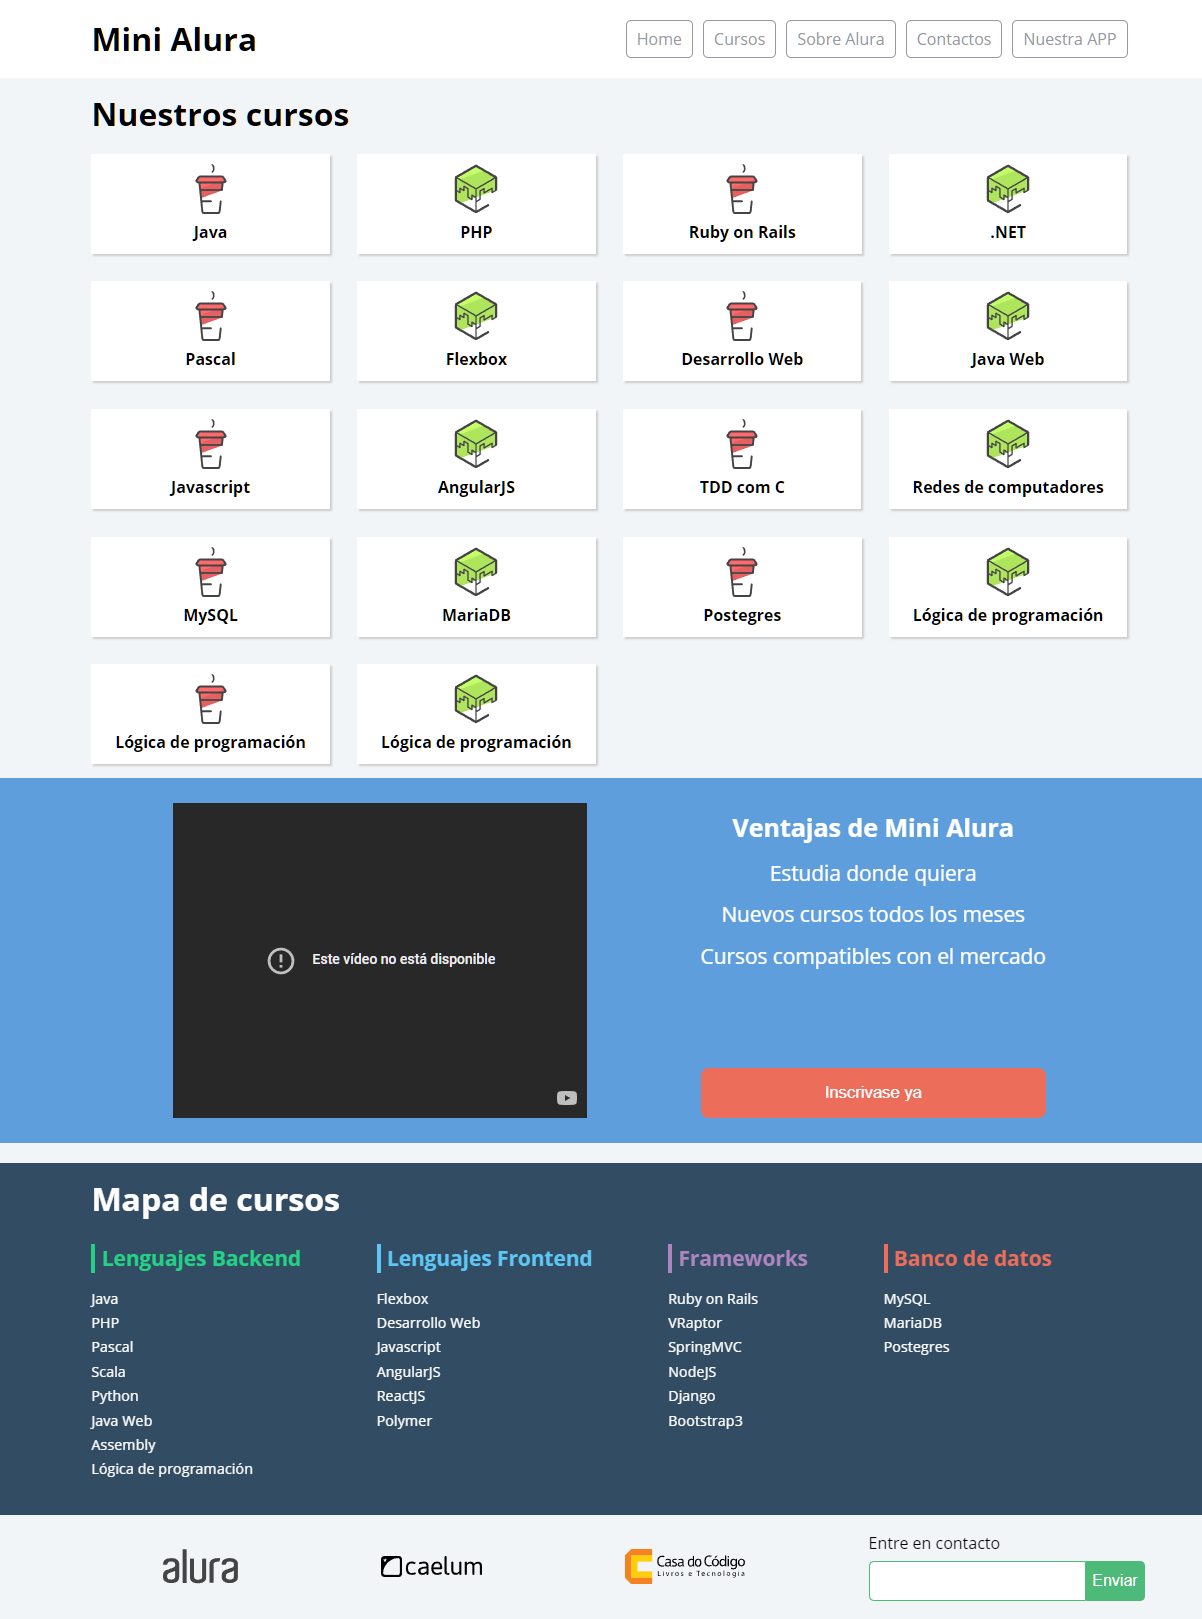 Mini Alura
Home
Cursos
Sobre Alura
Contactos
Nuestra APP
Nuestros cursos
Java
PHP
Ruby on Rails
.NET
Pascal
Flexbox
Desarrollo Web
Java Web
Javascript
AngularJS
TDD com C
Redes de computadores
MySQL
MariaDB
Postegres
Lógica de programación
Lógica de programación
Lógica de programación
Este vídeo no está disponible
Ventajas de Mini Alura
Estudia donde quiera
Nuevos cursos todos los meses
Cursos compatibles con el mercado
Inscrivase ya
Mapa de cursos
Lenguajes Backend
Java
PHP
Pascal
Scala
Python
Java Web
Assembly
Lógica de programación
Lenguajes Frontend
Flexbox
Desarrollo Web
Javascript
AngularJS
ReactJS
Polymer
Frameworks
Ruby on Rails
VRaptor
SpringMVC
NodeJS
Django
Bootstrap3
Banco de datos
MySQL
MariaDB
Postegres
alura
caelum
Casa do Código
Livros e Tecnologia
Entre en contacto
Enviar